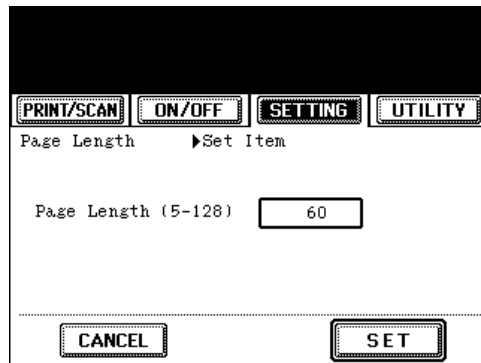 PRINT/SCAN ON/OFF SETTING UTILITY
Page Length ▶Set Item
Page Length (5-128) 60
CANCEL SET